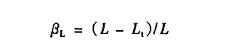 β_L = (L − L_t)/L